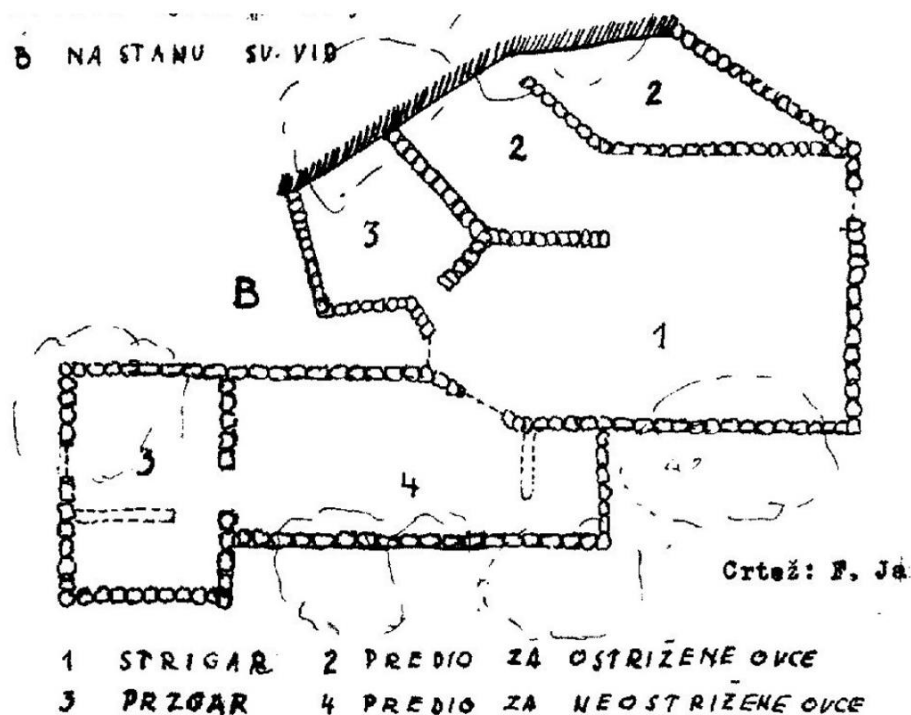 B NA STANU SV. VID
2
2
3
B
1
3
4
Crtež: F. Ja
1 STRIGAR 2 PREDIO ZA OSTRIŽENE OVCE
3 PRZGAR 4 PREDIO ZA NEOSTRIŽENE OVCE